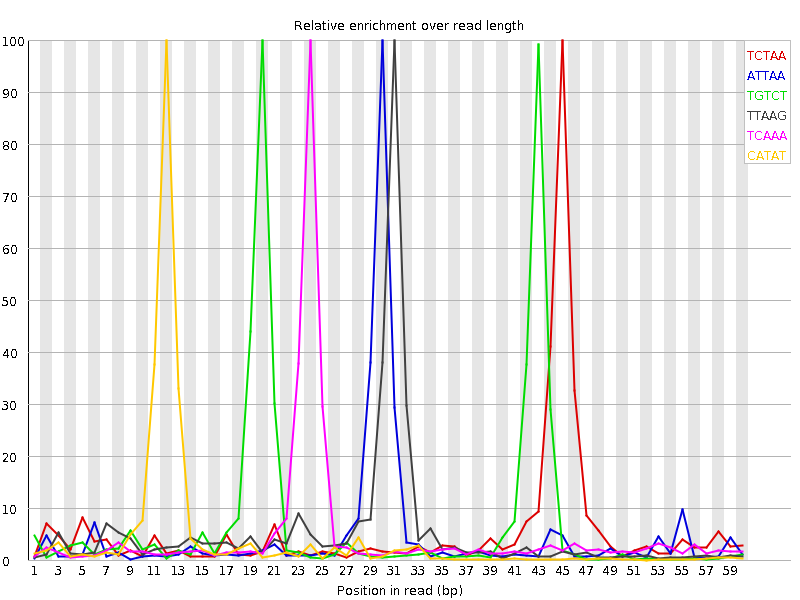 Relative enrichment over read length
100
90
80
70
60
50
40
30
20
10
0
TCTAA
ATTAA
TGTCT
TTAAG
TCAAA
CATAT
1 3 5 7 9 11 13 15 17 19 21 23 25 27 29 31 33 35 37 39 41 43 45 47 49 51 53 55 57 59
Position in read (bp)